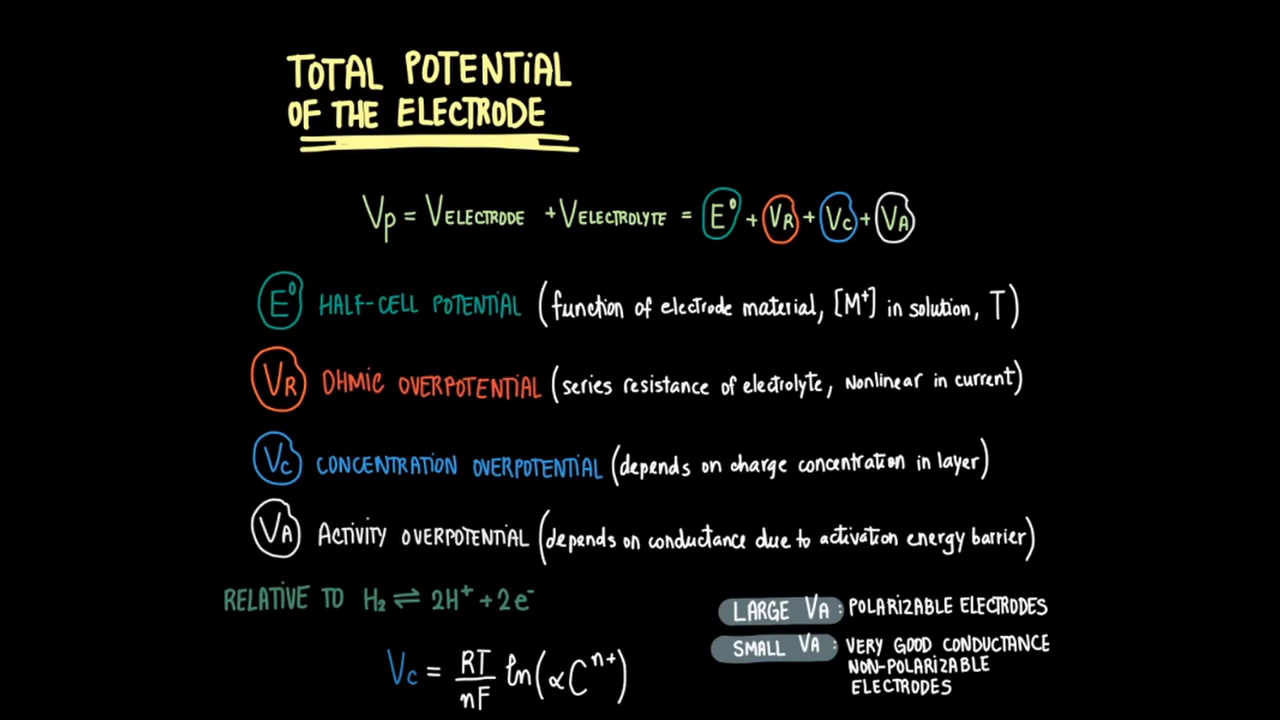 TOTAL POTENTIAL
OF THE ELECTRODE
Vp = VELECTRODE + VELECTROLYTE = E⁰ + VR + Vc + VA
E⁰ HALF-CELL POTENTIAL (function of electrode material, [M⁺] in solution, T)
VR OHMIC OVERPOTENTIAL (series resistance of electrolyte, Nonlinear in current)
Vc CONCENTRATION OVERPOTENTIAL (depends on charge concentration in layer)
VA ACTIVITY OVERPOTENTIAL (depends on conductance due to activation energy barrier)
RELATIVE TO H₂ ⇌ 2H⁺ + 2e⁻
Vc = RT/nF ln(αCⁿ⁺)
LARGE VA : POLARIZABLE ELECTRODES
SMALL VA : VERY GOOD CONDUCTANCE
NON-POLARIZABLE
ELECTRODES